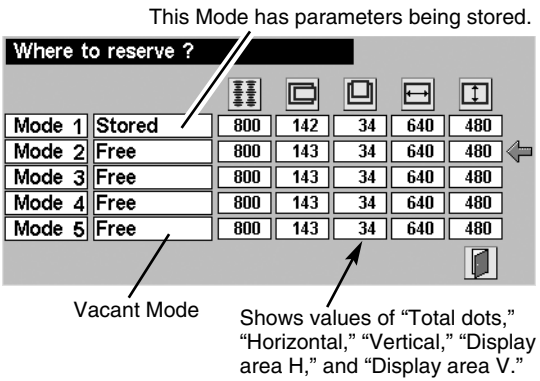 This Mode has parameters being stored.
Where to reserve ?
Mode 1 Stored 800 142 34 640 480
Mode 2 Free 800 143 34 640 480
Mode 3 Free 800 143 34 640 480
Mode 4 Free 800 143 34 640 480
Mode 5 Free 800 143 34 640 480
Vacant Mode
Shows values of “Total dots,”
“Horizontal,” “Vertical,” “Display
area H,” and “Display area V.”